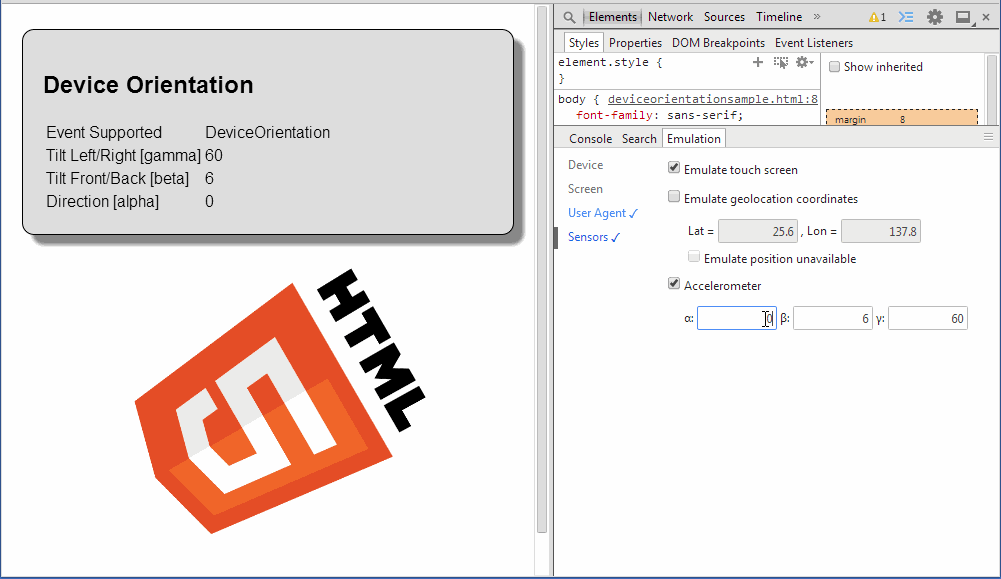 Device Orientation
Event Supported DeviceOrientation
Tilt Left/Right [gamma] 60
Tilt Front/Back [beta] 6
Direction [alpha] 0
HTML
5
Elements Network Sources Timeline » 1
Styles Properties DOM Breakpoints Event Listeners
element.style {
}
body { deviceorientationsample.html:8
font-family: sans-serif;
Show inherited
margin 8
Console Search Emulation
Device
Screen
User Agent ✓
Sensors ✓
Emulate touch screen
Emulate geolocation coordinates
Lat = 25.6 , Lon = 137.8
Emulate position unavailable
Accelerometer
α: 0 β: 6 γ: 60